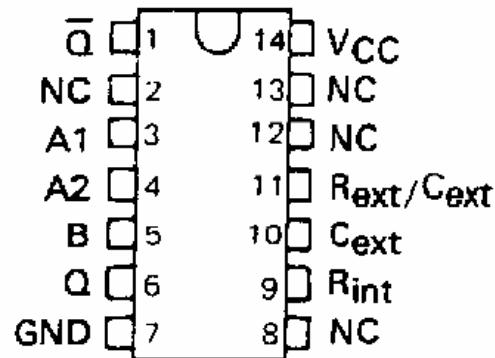 Q̅ 1 14 VCC
NC 2 13 NC
A1 3 12 NC
A2 4 11 Rext/Cext
B 5 10 Cext
Q 6 9 Rint
GND 7 8 NC